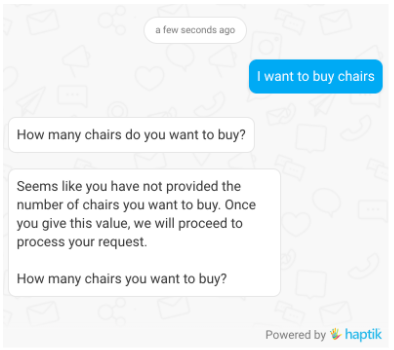 a few seconds ago
I want to buy chairs
How many chairs do you want to buy?
Seems like you have not provided the
number of chairs you want to buy. Once
you give this value, we will proceed to
process your request.
How many chairs you want to buy?
Powered by haptik